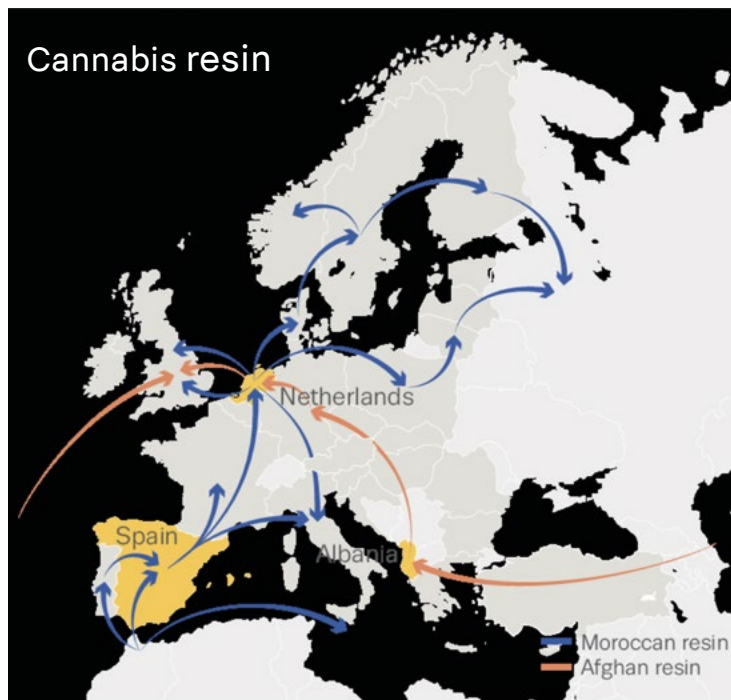 Cannabis resin
Netherlands
Spain
Albania
Moroccan resin
Afghan resin